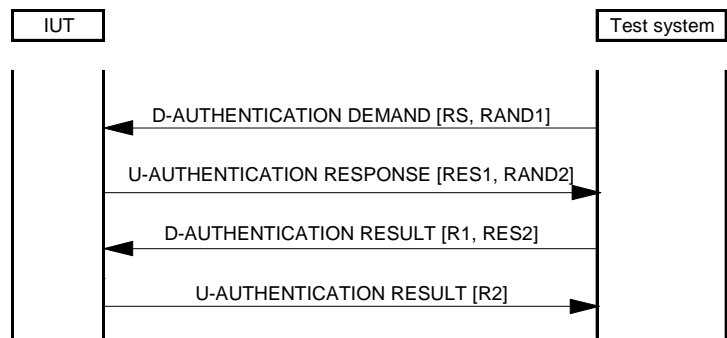 IUT
Test system
D-AUTHENTICATION DEMAND [RS, RAND1]
U-AUTHENTICATION RESPONSE [RES1, RAND2]
D-AUTHENTICATION RESULT [R1, RES2]
U-AUTHENTICATION RESULT [R2]